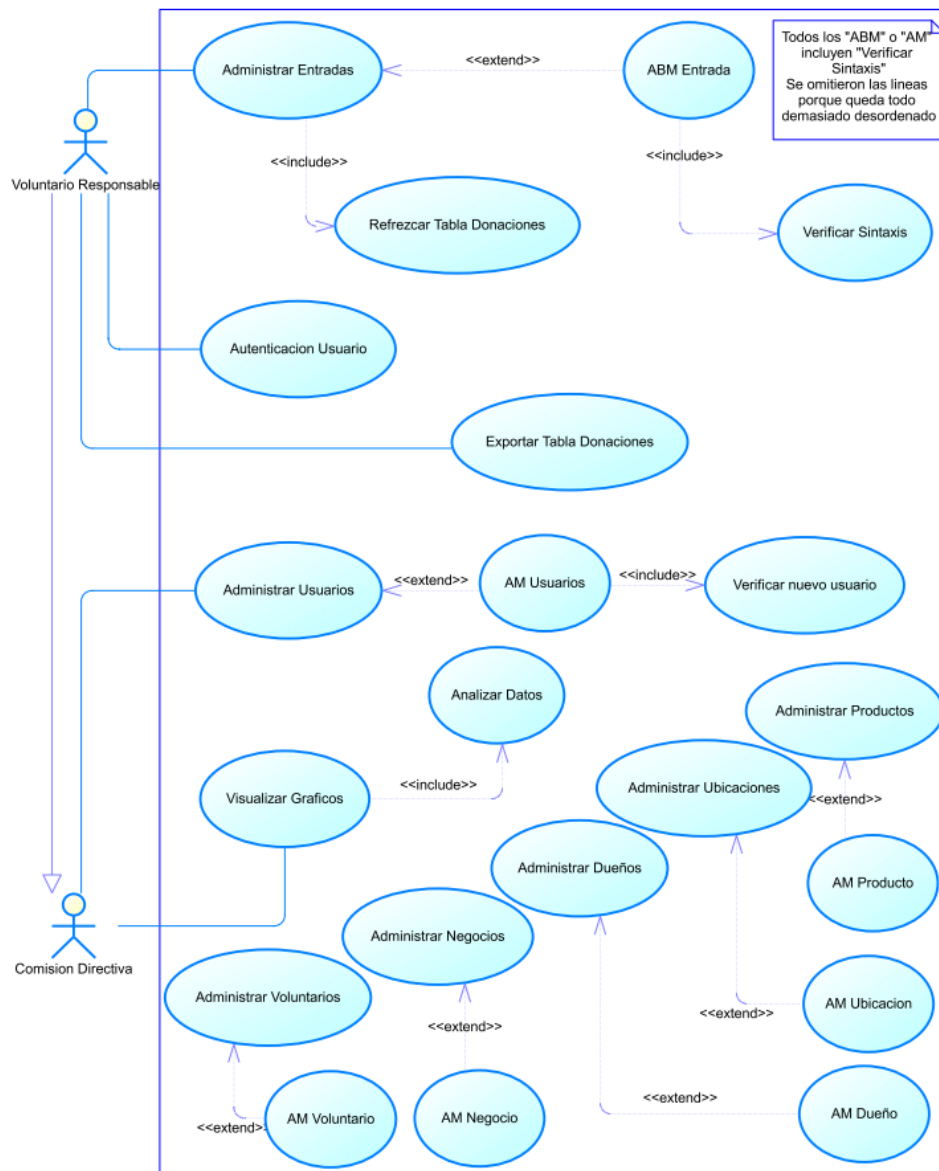 Todos los "ABM" o "AM"
incluyen "Verificar
Sintaxis"
Se omitieron las lineas
porque queda todo
demasiado desordenado
Administrar Entradas
<<extend>>
ABM Entrada
Voluntario Responsable
<<include>>
<<include>>
Refrezcar Tabla Donaciones
Verificar Sintaxis
Autenticacion Usuario
Exportar Tabla Donaciones
Administrar Usuarios
<<extend>>
AM Usuarios
<<include>>
Verificar nuevo usuario
Analizar Datos
Administrar Productos
Visualizar Graficos
<<include>>
Administrar Ubicaciones
<<extend>>
Administrar Dueños
AM Producto
Comision Directiva
Administrar Negocios
Administrar Voluntarios
AM Ubicacion
<<extend>>
<<extend>>
<<extend>>
AM Voluntario
<<extend>>
AM Negocio
AM Dueño